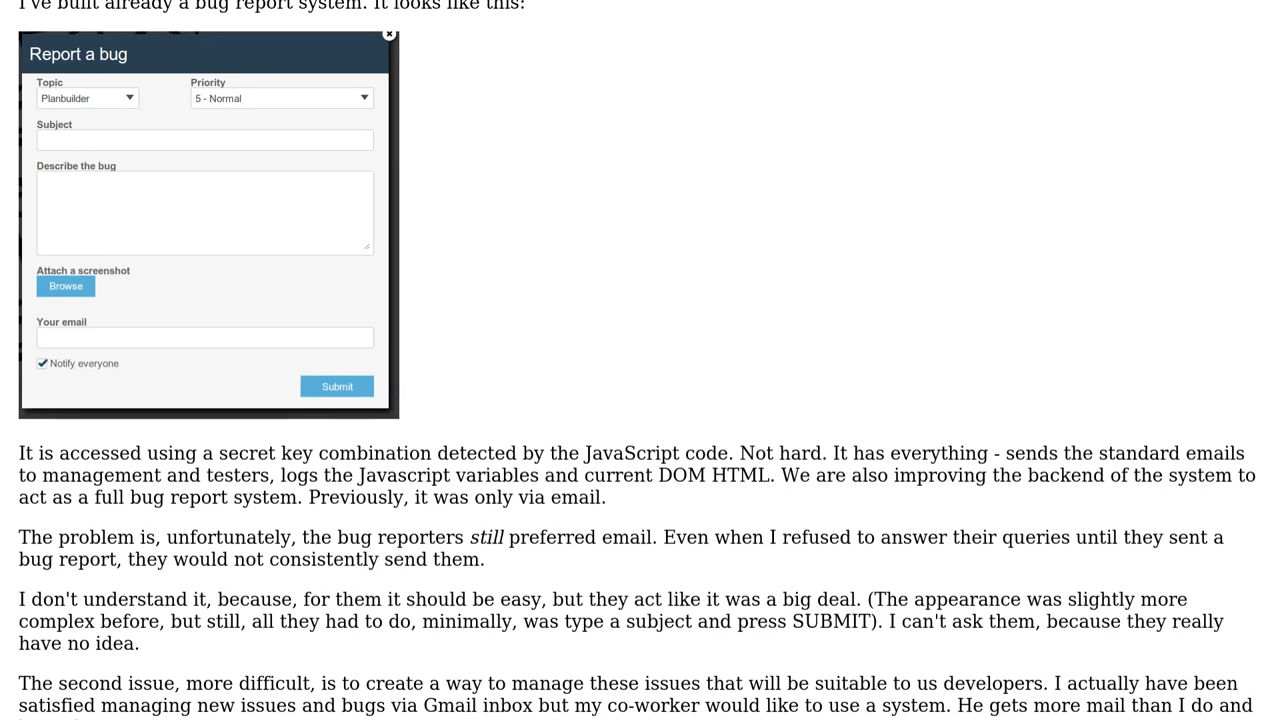 I've built already a bug report system. It looks like this:
Report a bug
Topic
Priority
Planbuilder
5 - Normal
Subject
Describe the bug
Attach a screenshot
Browse
Your email
Notify everyone
Submit
It is accessed using a secret key combination detected by the JavaScript code. Not hard. It has everything - sends the standard emails
to management and testers, logs the Javascript variables and current DOM HTML. We are also improving the backend of the system to
act as a full bug report system. Previously, it was only via email.
The problem is, unfortunately, the bug reporters still preferred email. Even when I refused to answer their queries until they sent a
bug report, they would not consistently send them.
I don't understand it, because, for them it should be easy, but they act like it was a big deal. (The appearance was slightly more
complex before, but still, all they had to do, minimally, was type a subject and press SUBMIT). I can't ask them, because they really
have no idea.
The second issue, more difficult, is to create a way to manage these issues that will be suitable to us developers. I actually have been
satisfied managing new issues and bugs via Gmail inbox but my co-worker would like to use a system. He gets more mail than I do and